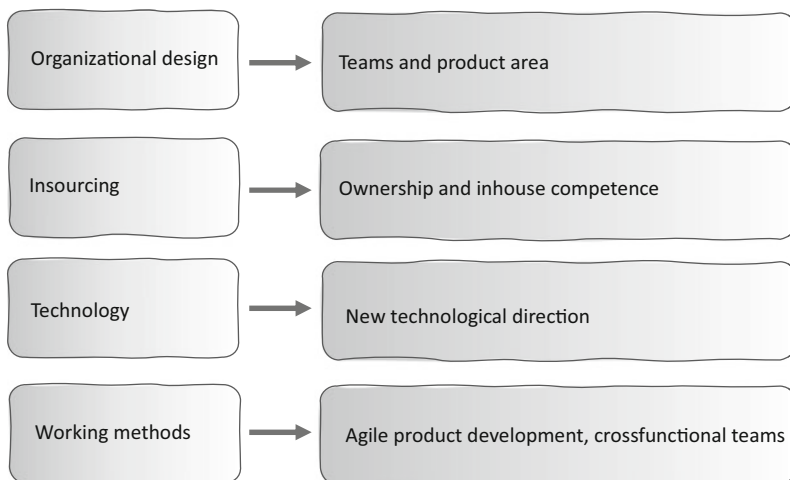 Organizational design
Teams and product area
Insourcing
Ownership and inhouse competence
Technology
New technological direction
Working methods
Agile product development, crossfunctional teams